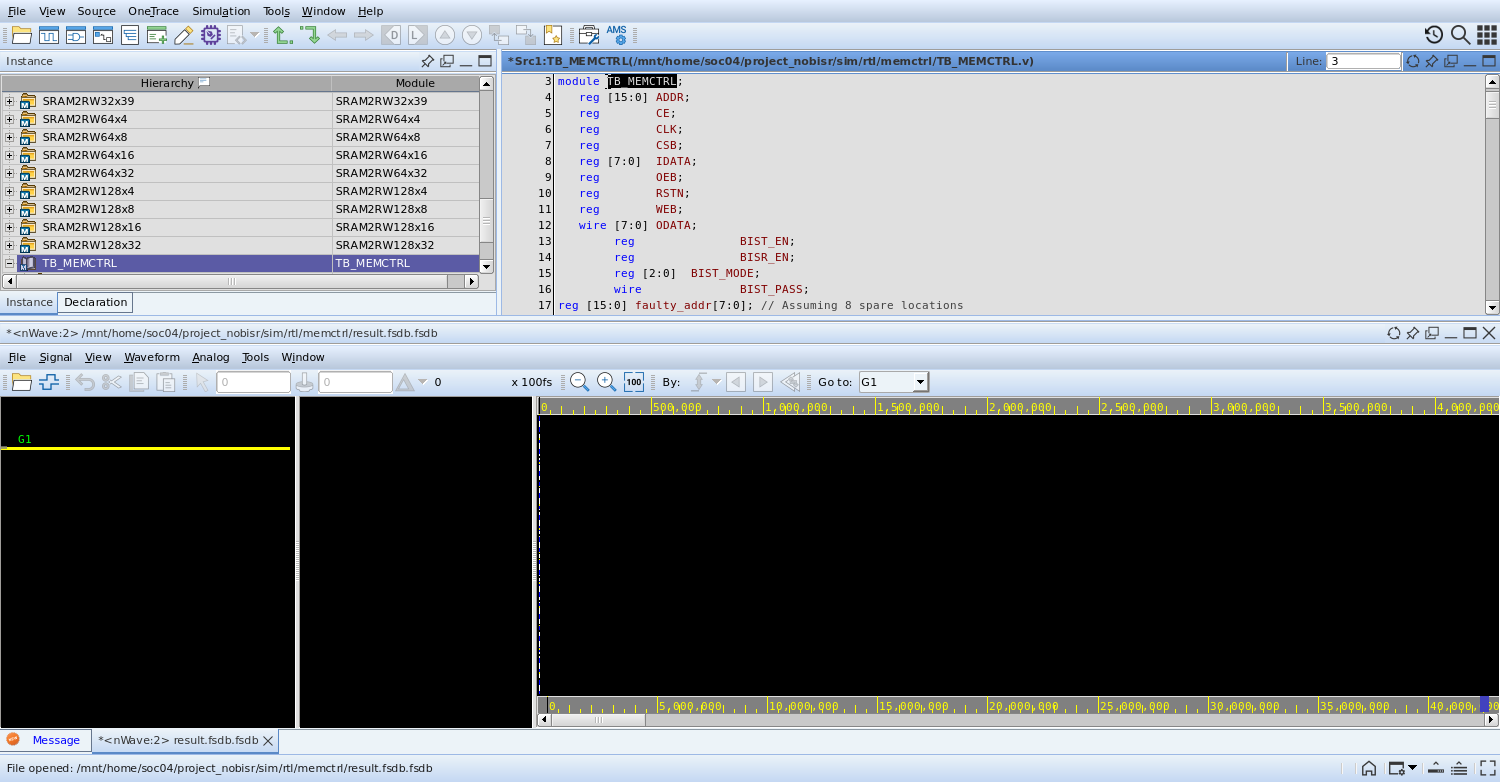 File View Source OneTrace Simulation Tools Window Help
D L AMS
Instance
*Src1:TB_MEMCTRL(/mnt/home/soc04/project_nobisr/sim/rtl/memctrl/TB_MEMCTRL.v) Line: 3
Hierarchy Module
SRAM2RW32x39 SRAM2RW32x39
SRAM2RW64x4 SRAM2RW64x4
SRAM2RW64x8 SRAM2RW64x8
SRAM2RW64x16 SRAM2RW64x16
SRAM2RW64x32 SRAM2RW64x32
SRAM2RW128x4 SRAM2RW128x4
SRAM2RW128x8 SRAM2RW128x8
SRAM2RW128x16 SRAM2RW128x16
SRAM2RW128x32 SRAM2RW128x32
TB_MEMCTRL TB_MEMCTRL
Instance Declaration
3 module TB_MEMCTRL;
4 reg [15:0] ADDR;
5 reg CE;
6 reg CLK;
7 reg CSB;
8 reg [7:0] IDATA;
9 reg OEB;
10 reg RSTN;
11 reg WEB;
12 wire [7:0] ODATA;
13 reg BIST_EN;
14 reg BISR_EN;
15 reg [2:0] BIST_MODE;
16 wire BIST_PASS;
17 reg [15:0] faulty_addr[7:0]; // Assuming 8 spare locations
*<nWave:2> /mnt/home/soc04/project_nobisr/sim/rtl/memctrl/result.fsdb.fsdb
File Signal View Waveform Analog Tools Window
0 0 0 x 100fs 100 By: Go to: G1
0 500,000 1,000,000 1,500,000 2,000,000 2,500,000 3,000,000 3,500,000 4,000,000
G1
0 5,000,000 10,000,000 15,000,000 20,000,000 25,000,000 30,000,000 35,000,000
Message *<nWave:2> result.fsdb.fsdb
File opened: /mnt/home/soc04/project_nobisr/sim/rtl/memctrl/result.fsdb.fsdb